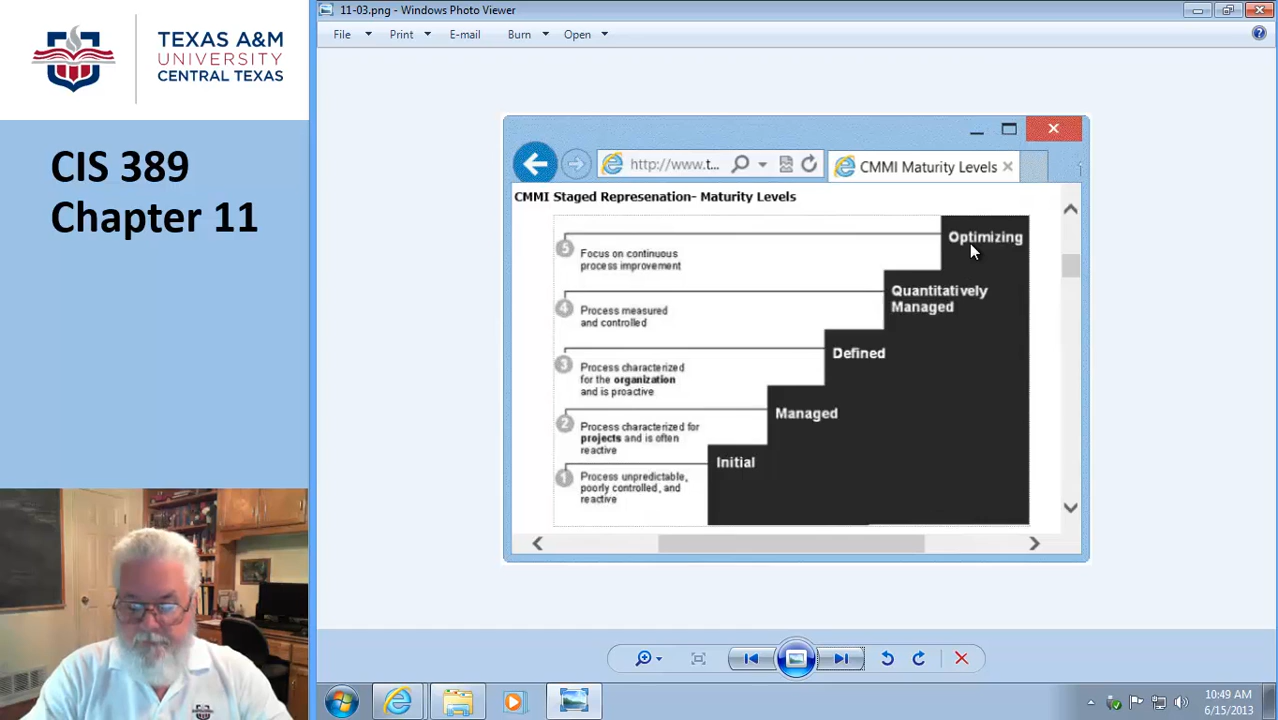 TEXAS A&M
UNIVERSITY
CENTRAL TEXAS
CIS 389
Chapter 11
11-03.png - Windows Photo Viewer
File Print E-mail Burn Open
http://www.t...
CMMI Maturity Levels
CMMI Staged Represenation- Maturity Levels
5
Focus on continuous
process improvement
Optimizing
4
Process measured
and controlled
Quantitatively
Managed
3
Process characterized
for the organization
and is proactive
Defined
2
Process characterized for
projects and is often
reactive
Managed
1
Process unpredictable,
poorly controlled, and
reactive
Initial
10:49 AM
6/15/2013